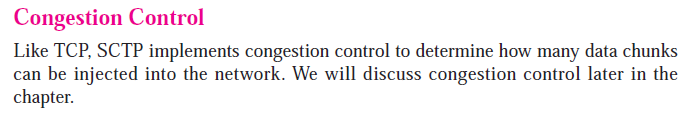 Congestion Control
Like TCP, SCTP implements congestion control to determine how many data chunks
can be injected into the network. We will discuss congestion control later in the
chapter.